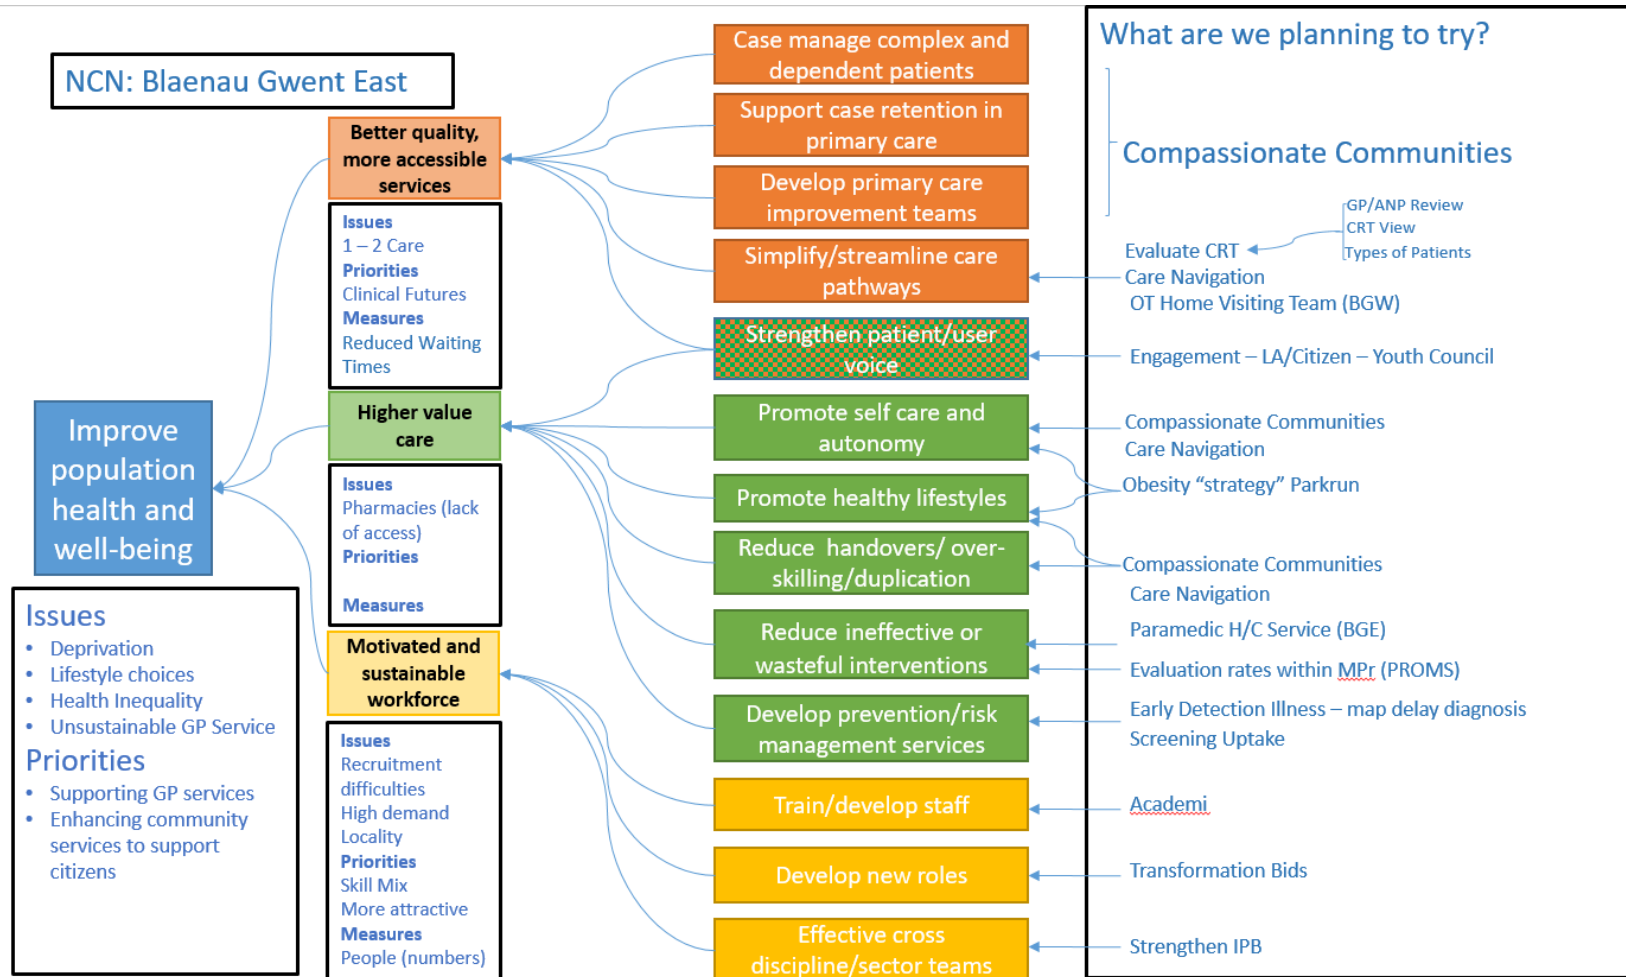 NCN: Blaenau Gwent East
Improve
population
health and
well-being
Issues
• Deprivation
• Lifestyle choices
• Health Inequality
• Unsustainable GP Service
Priorities
• Supporting GP services
• Enhancing community
services to support
citizens
Better quality,
more accessible
services
Issues
1 – 2 Care
Priorities
Clinical Futures
Measures
Reduced Waiting
Times
Higher value
care
Issues
Pharmacies (lack
of access)
Priorities
Measures
Motivated and
sustainable
workforce
Issues
Recruitment
difficulties
High demand
Locality
Priorities
Skill Mix
More attractive
Measures
People (numbers)
Case manage complex and
dependent patients
Support case retention in
primary care
Develop primary care
improvement teams
Simplify/streamline care
pathways
Strengthen patient/user
voice
Promote self care and
autonomy
Promote healthy lifestyles
Reduce handovers/ over-
skilling/duplication
Reduce ineffective or
wasteful interventions
Develop prevention/risk
management services
Train/develop staff
Develop new roles
Effective cross
discipline/sector teams
What are we planning to try?
Compassionate Communities
GP/ANP Review
CRT View
Types of Patients
Evaluate CRT
Care Navigation
OT Home Visiting Team (BGW)
Engagement – LA/Citizen – Youth Council
Compassionate Communities
Care Navigation
Obesity “strategy” Parkrun
Compassionate Communities
Care Navigation
Paramedic H/C Service (BGE)
Evaluation rates within MPr (PROMS)
Early Detection Illness – map delay diagnosis
Screening Uptake
Academi
Transformation Bids
Strengthen IPB